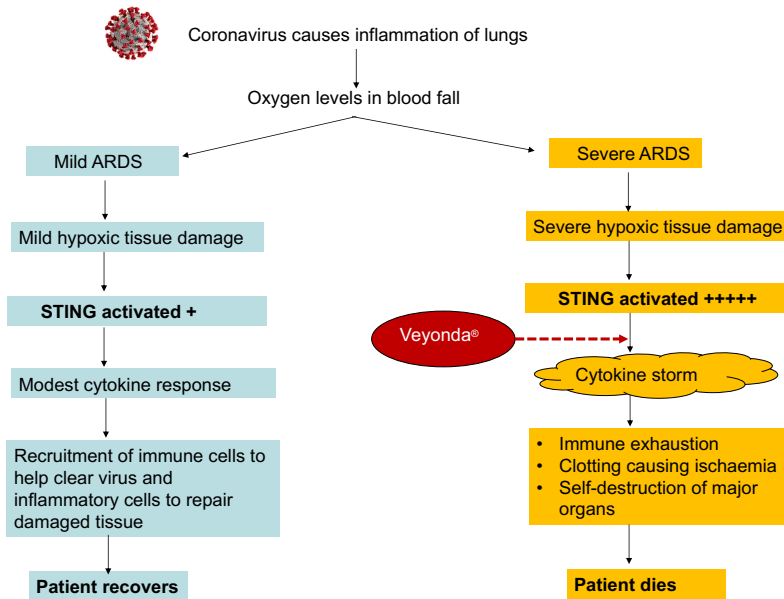 Coronavirus causes inflammation of lungs
Oxygen levels in blood fall
Mild ARDS
Mild hypoxic tissue damage
STING activated +
Modest cytokine response
Recruitment of immune cells to
help clear virus and
inflammatory cells to repair
damaged tissue
Patient recovers
Severe ARDS
Severe hypoxic tissue damage
STING activated +++++
Veyonda®
Cytokine storm
• Immune exhaustion
• Clotting causing ischaemia
• Self-destruction of major
organs
Patient dies